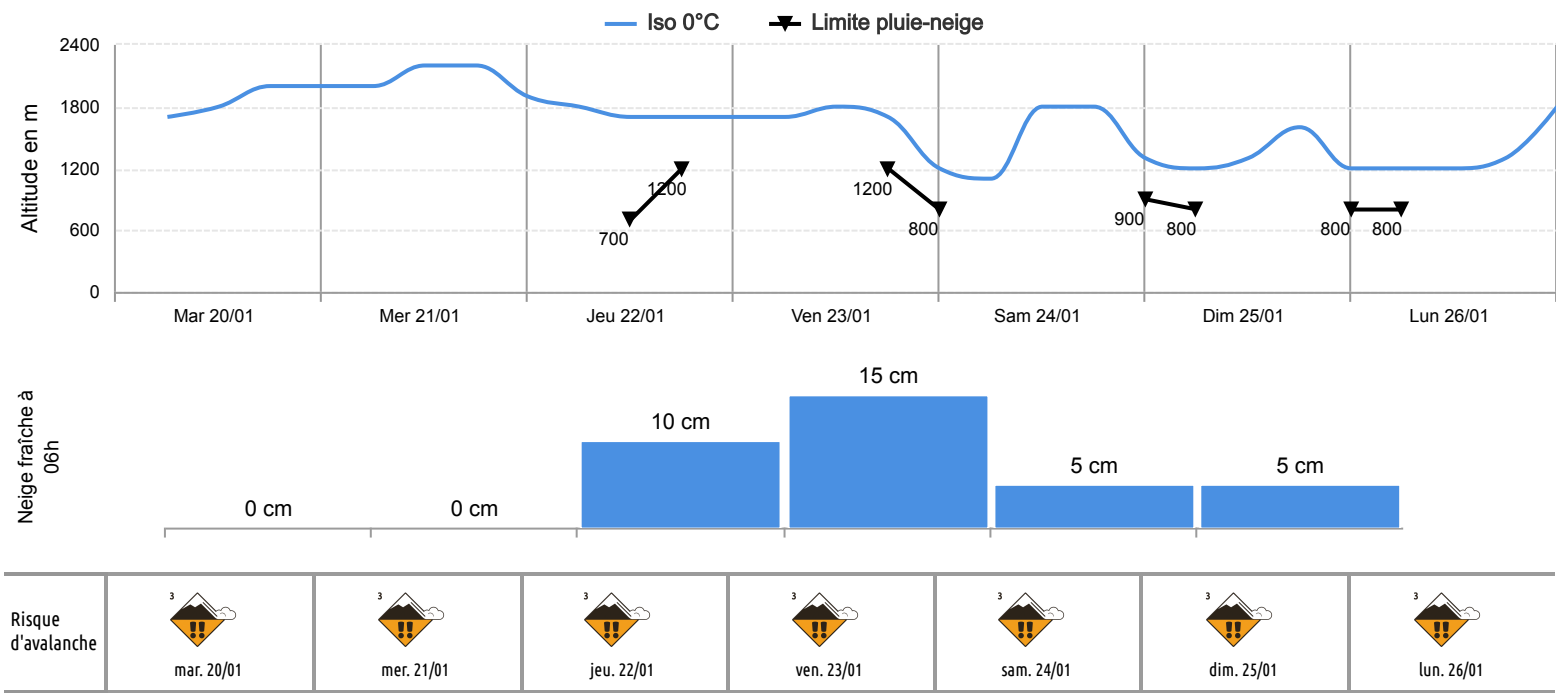 Iso 0°C Limite pluie-neige
Altitude en m
2400
1800
1200
600
0
1200
700
1200
800
900
800
800
800
Mar 20/01 Mer 21/01 Jeu 22/01 Ven 23/01 Sam 24/01 Dim 25/01 Lun 26/01
Neige fraîche à
06h
0 cm 0 cm 10 cm 15 cm 5 cm 5 cm
Risque
d'avalanche
3 3 3 3 3 3 3
!! !! !! !! !! !! !!
mar. 20/01 mer. 21/01 jeu. 22/01 ven. 23/01 sam. 24/01 dim. 25/01 lun. 26/01